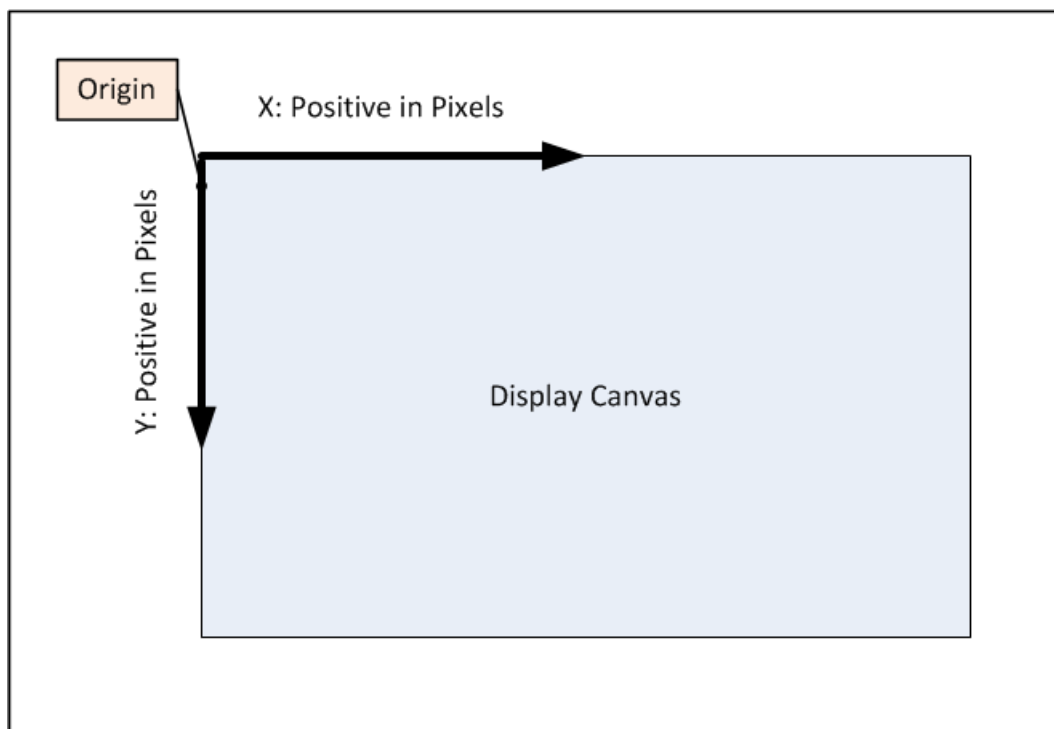 Origin
X: Positive in Pixels
Y: Positive in Pixels
Display Canvas